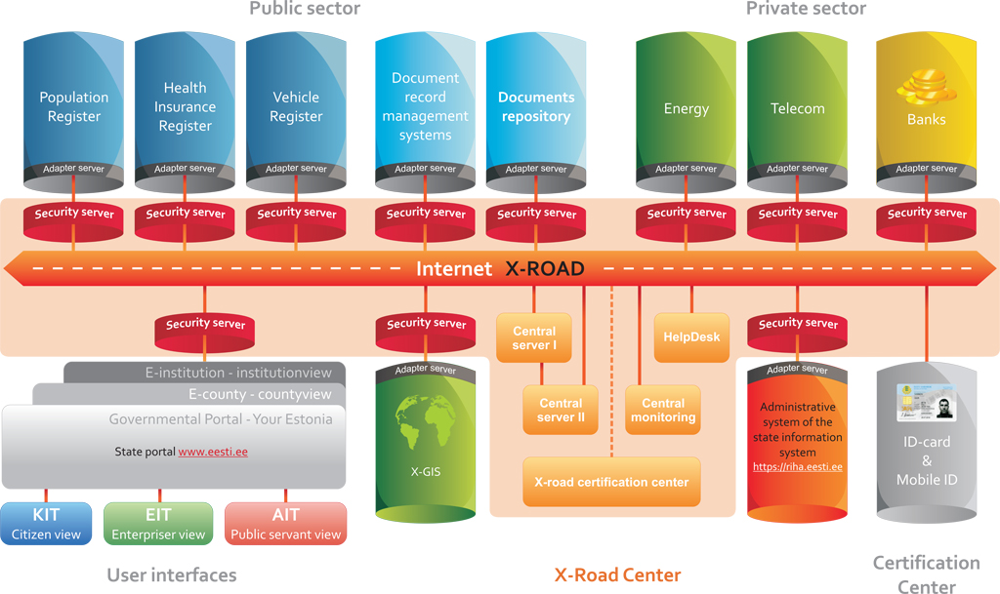 Public sector
Private sector
Population
Register
Health
Insurance
Register
Vehicle
Register
Document
record
management
systems
Documents
repository
Energy
Telecom
Banks
Adapter server
Adapter server
Adapter server
Adapter server
Adapter server
Adapter server
Adapter server
Adapter server
Security server
Security server
Security server
Security server
Security server
Security server
Security server
Security server
Internet X-ROAD
Security server
Security server
Central
server I
HelpDesk
Security server
E-institution - institutionview
E-county - countyview
Governmental Portal - Your Estonia
State portal www.eesti.ee
Adapter server
X-GIS
Central
server II
Central
monitoring
X-road certification center
Adapter server
Administrative
system of the
state information
system
https://riha.eesti.ee
ID-card
&
Mobile ID
KIT
Citizen view
EIT
Enterpriser view
AIT
Public servant view
User interfaces
X-Road Center
Certification
Center